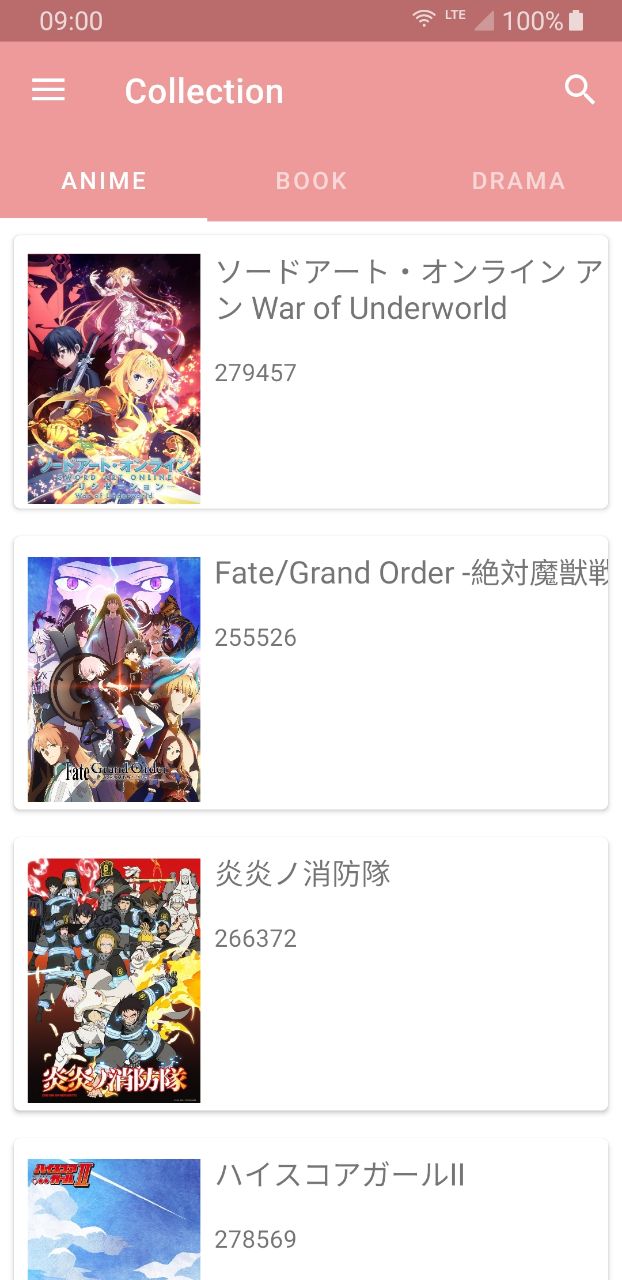 09:00
LTE
100%
Collection
ANIME
BOOK
DRAMA
ソードアート・オンライン ア
ン War of Underworld
279457
ソードアート・オンライン
SWORD ART ONLINE
アリシゼーション
War of Underworld
Fate/Grand Order -絶対魔獣戦
255526
Fate/Grand Order
炎炎ノ消防隊
266372
炎炎ノ消防隊
ハイスコアガールII
278569
ハイスコア
ガールII